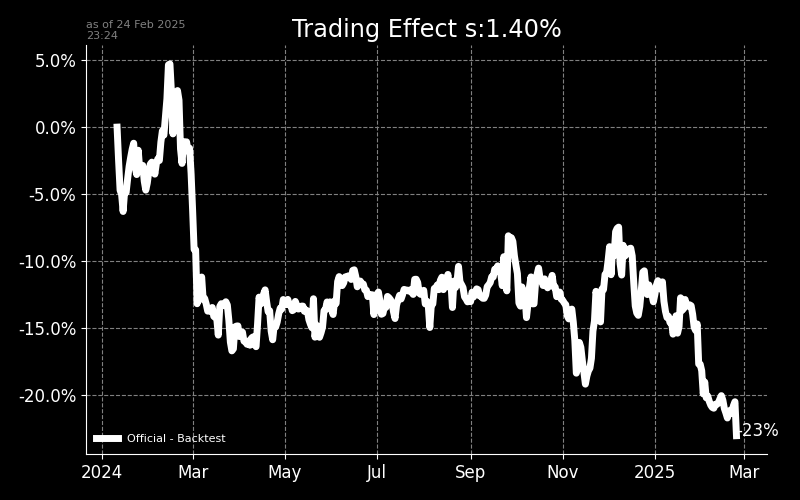 as of 24 Feb 2025
23:24
Trading Effect s:1.40%
5.0%
0.0%
-5.0%
-10.0%
-15.0%
-20.0%
-23%
Official - Backtest
2024 Mar May Jul Sep Nov 2025 Mar